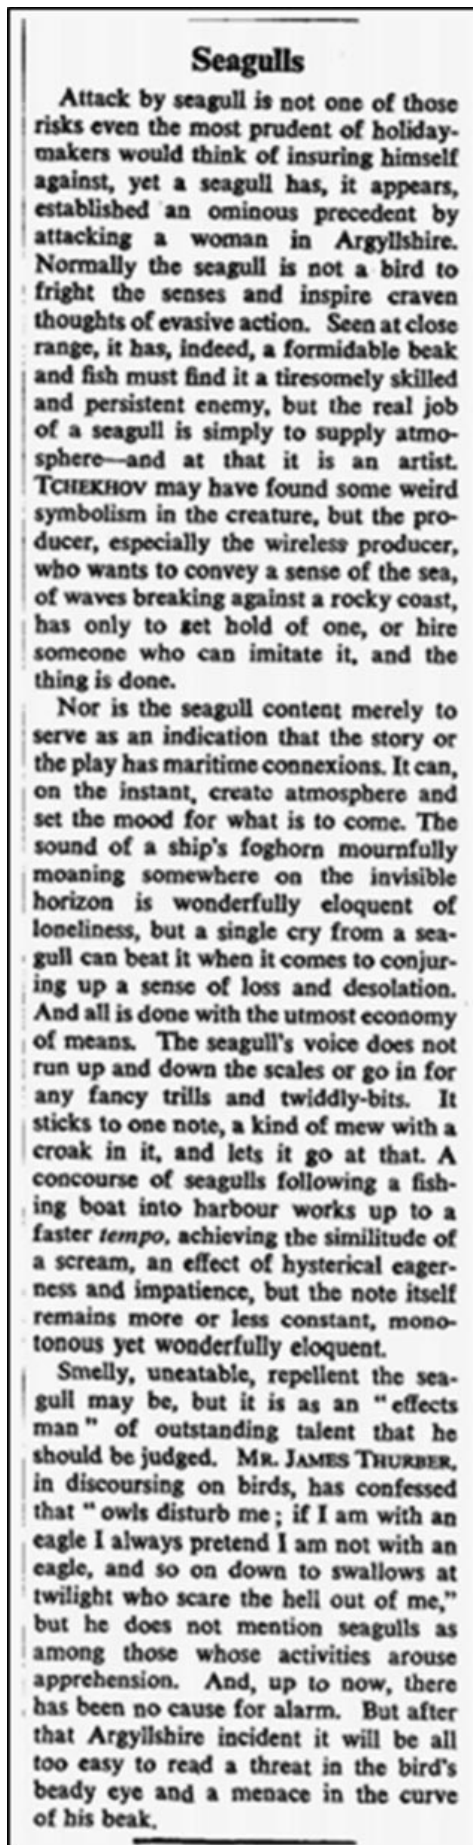 Seagulls
Attack by seagull is not one of those
risks even the most prudent of holiday-
makers would think of insuring himself
against, yet a seagull has, it appears,
established an ominous precedent by
attacking a woman in Argyllshire.
Normally the seagull is not a bird to
fright the senses and inspire craven
thoughts of evasive action. Seen at close
range, it has, indeed, a formidable beak
and fish must find it a tiresomely skilled
and persistent enemy, but the real job
of a seagull is simply to supply atmo-
sphere—and at that it is an artist.
TCHEKHOV may have found some weird
symbolism in the creature, but the pro-
ducer, especially the wireless producer,
who wants to convey a sense of the sea,
of waves breaking against a rocky coast,
has only to get hold of one, or hire
someone who can imitate it, and the
thing is done.
Nor is the seagull content merely to
serve as an indication that the story or
the play has maritime connexions. It can,
on the instant, create atmosphere and
set the mood for what is to come. The
sound of a ship's foghorn mournfully
moaning somewhere on the invisible
horizon is wonderfully eloquent of
loneliness, but a single cry from a sea-
gull can beat it when it comes to conjur-
ing up a sense of loss and desolation.
And all is done with the utmost economy
of means. The seagull's voice does not
run up and down the scales or go in for
any fancy trills and twiddly-bits. It
sticks to one note, a kind of mew with a
croak in it, and lets it go at that. A
concourse of seagulls following a fish-
ing boat into harbour works up to a
faster tempo, achieving the similitude of
a scream, an effect of hysterical eager-
ness and impatience, but the note itself
remains more or less constant, mono-
tonous yet wonderfully eloquent.
Smelly, uneatable, repellent the sea-
gull may be, but it is as an " effects
man " of outstanding talent that he
should be judged. MR. JAMES THURBER,
in discoursing on birds, has confessed
that " owls disturb me ; if I am with an
eagle I always pretend I am not with an
eagle, and so on down to swallows at
twilight who scare the hell out of me,"
but he does not mention seagulls as
among those whose activities arouse
apprehension. And, up to now, there
has been no cause for alarm. But after
that Argyllshire incident it will be all
too easy to read a threat in the bird's
beady eye and a menace in the curve
of his beak.